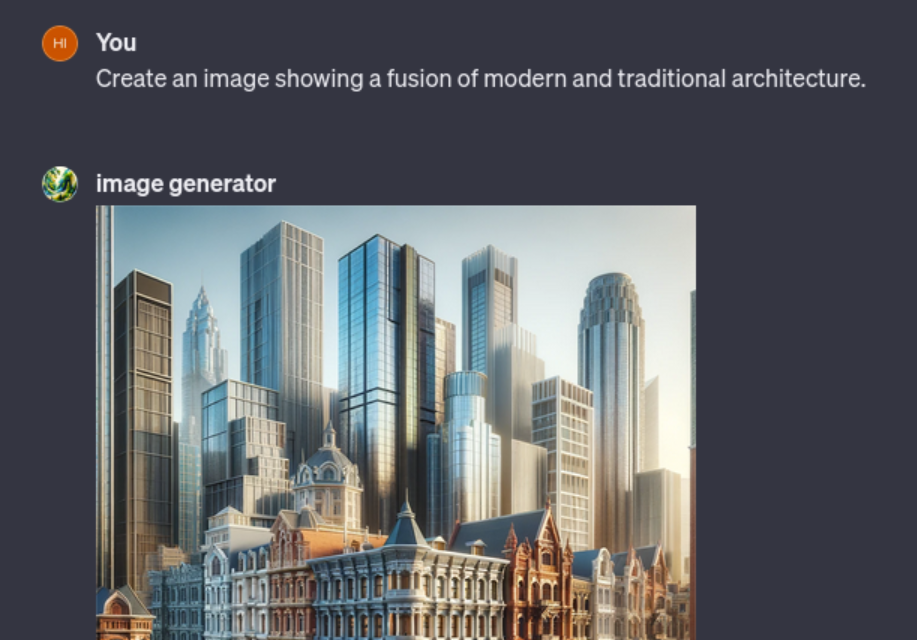 HI
You
Create an image showing a fusion of modern and traditional architecture.
image generator